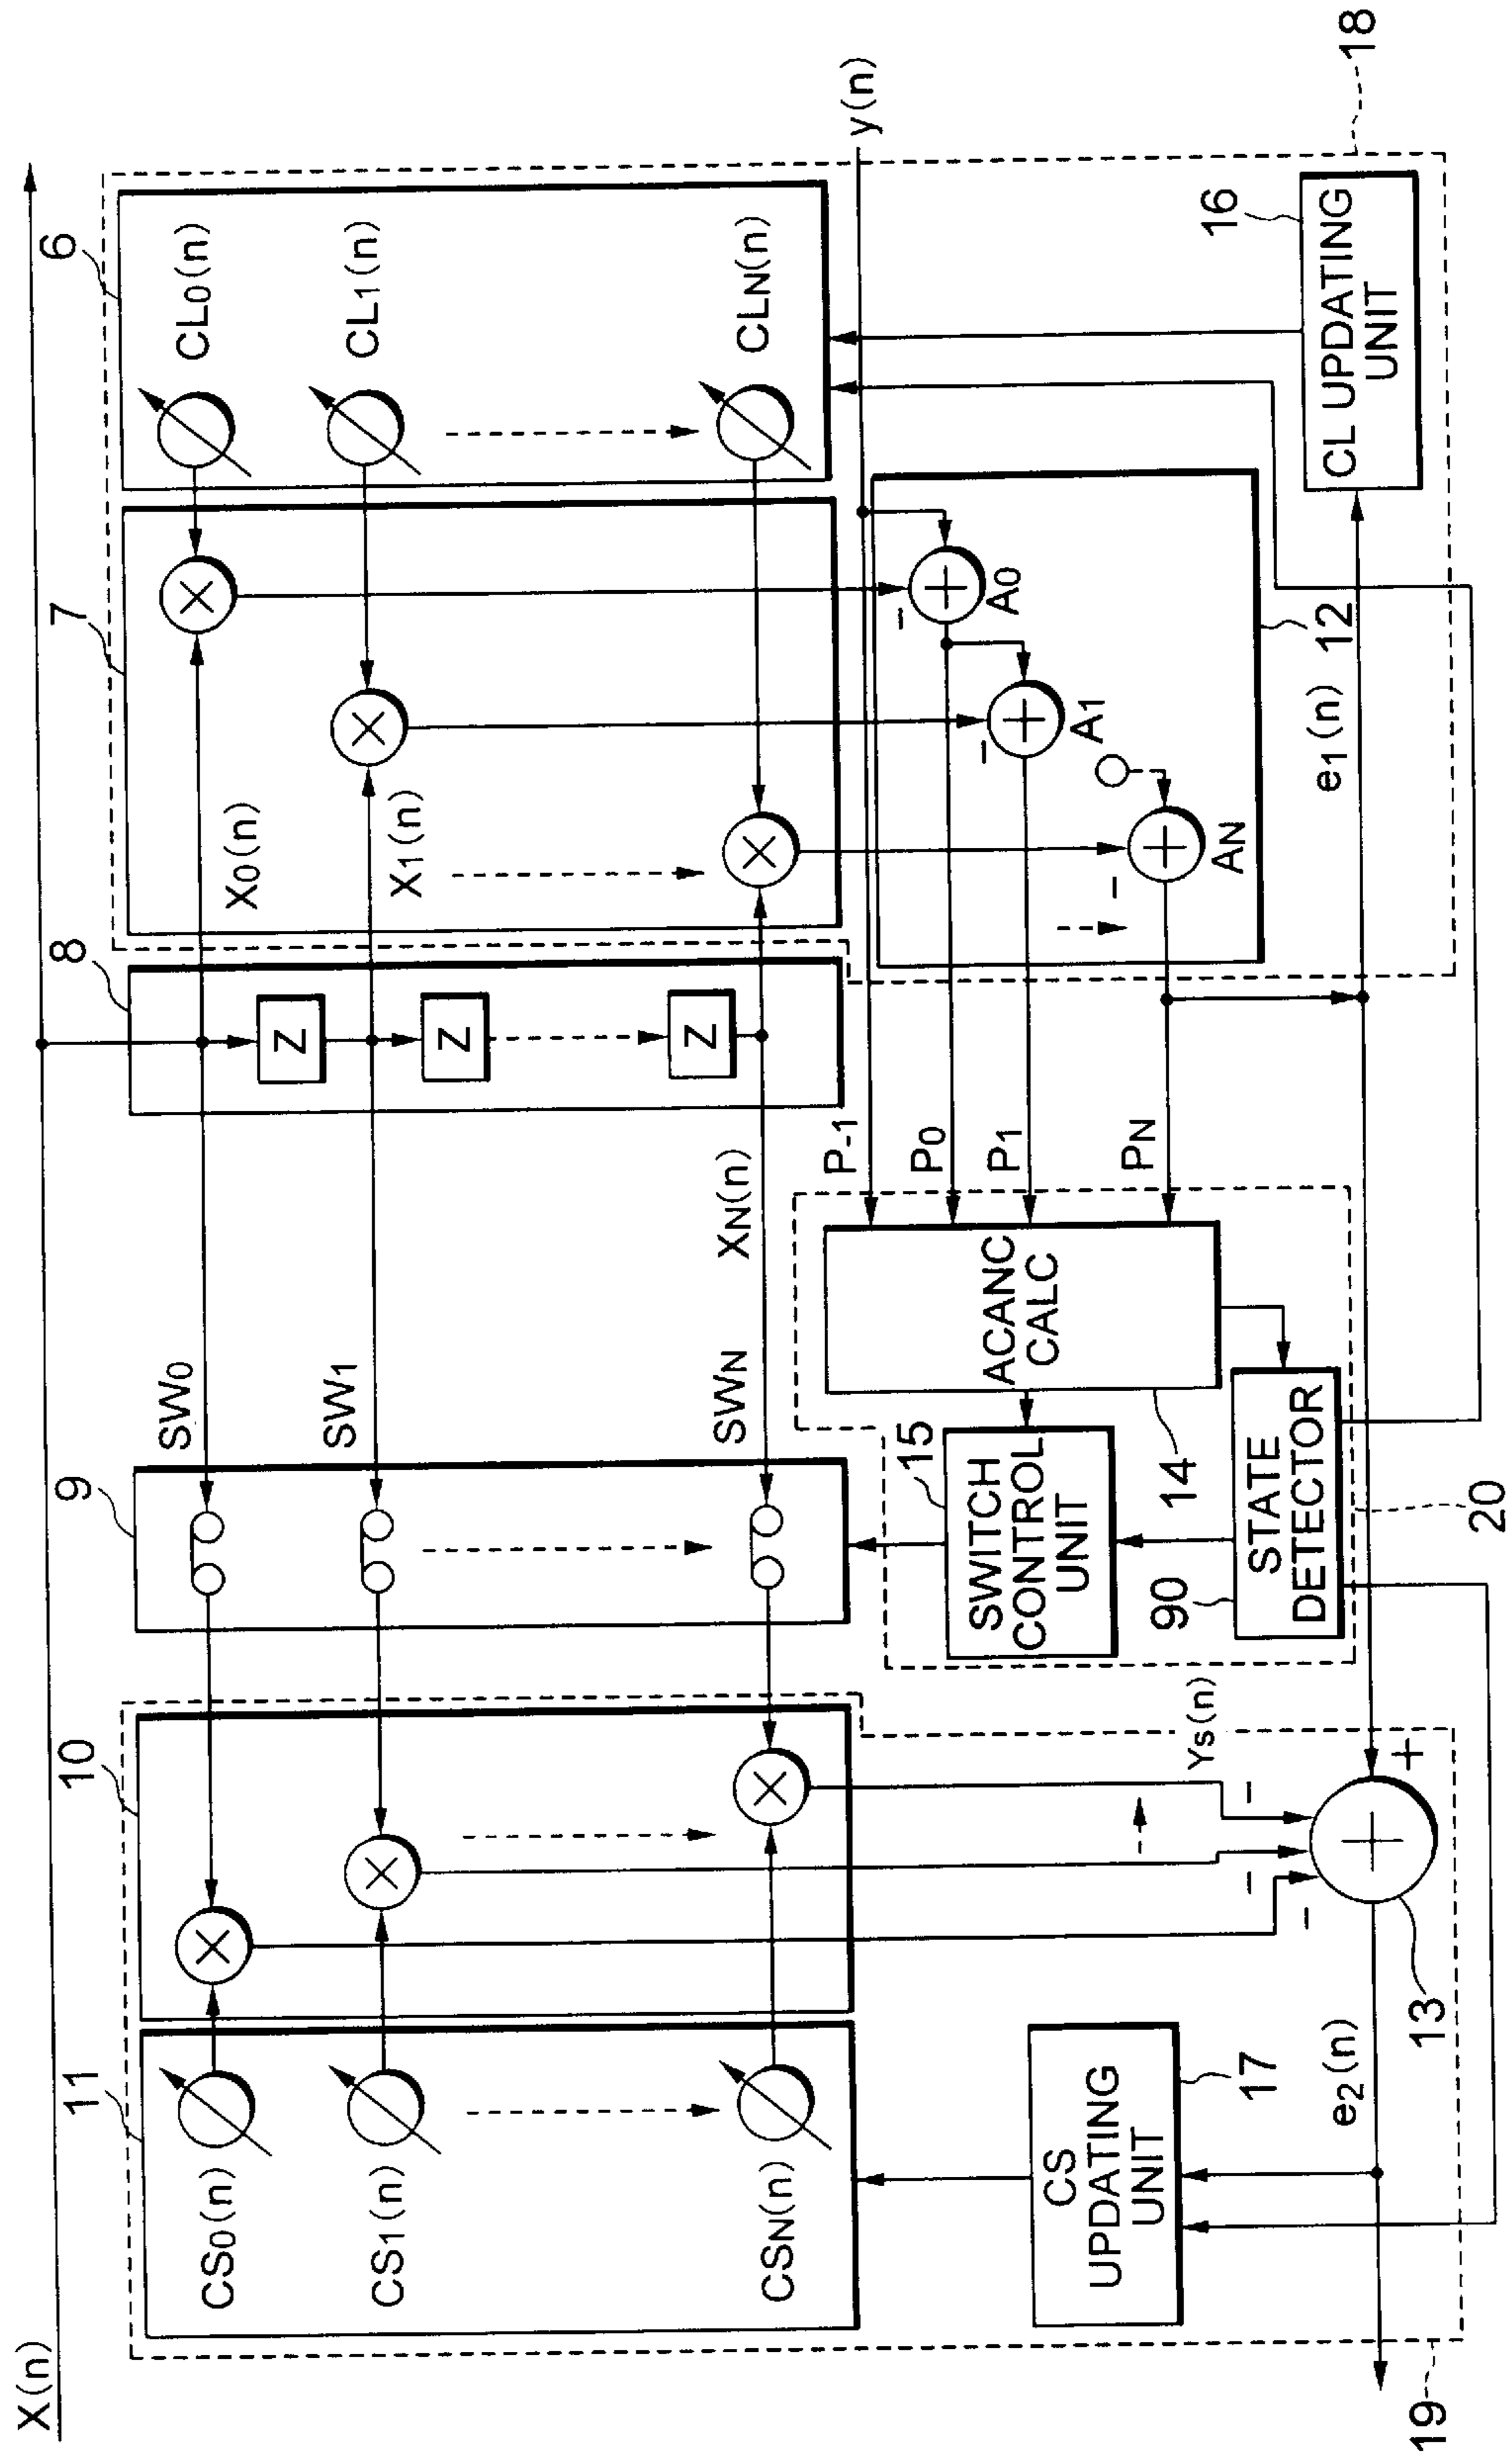 X(n)
6
7
8
9
10
11
CL0(n)
CL1(n)
CLN(n)
X0(n)
X1(n)
XN(n)
Z
Z
Z
SW0
SW1
SWN
CS0(n)
CS1(n)
CSN(n)
y(n)
A0
A1
AN
12
P-1
P0
P1
PN
ACANC
CALC
14
15
SWITCH
CONTROL
UNIT
90
STATE
DETECTOR
20
16
CL UPDATING
UNIT
18
e1(n)
Ys(n)
13
e2(n)
17
CS
UPDATING
UNIT
19